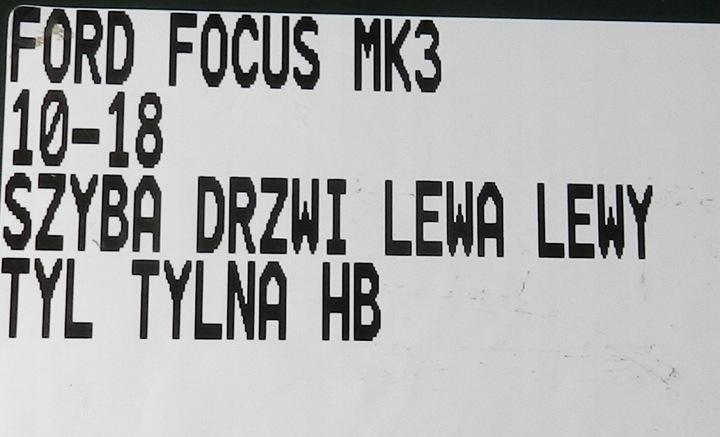 FORD FOCUS MK3
10-18
SZYBA DRZWI LEWA LEWY
TYL TYLNA HB